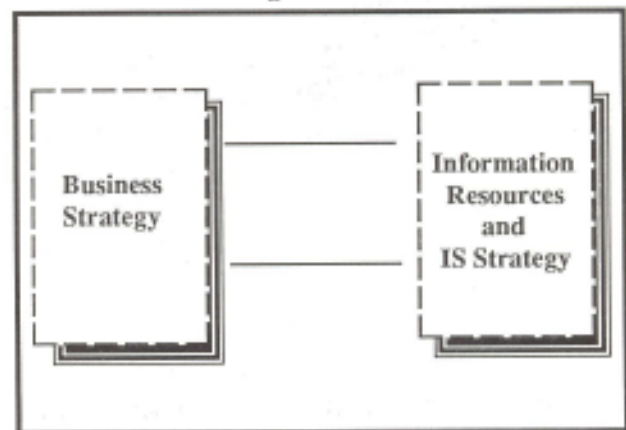 Business
Strategy
Information
Resources
and
IS Strategy